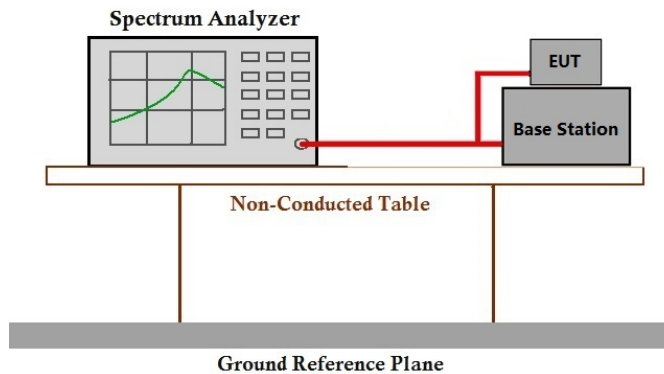 Spectrum Analyzer
EUT
Base Station
Non-Conducted Table
Ground Reference Plane